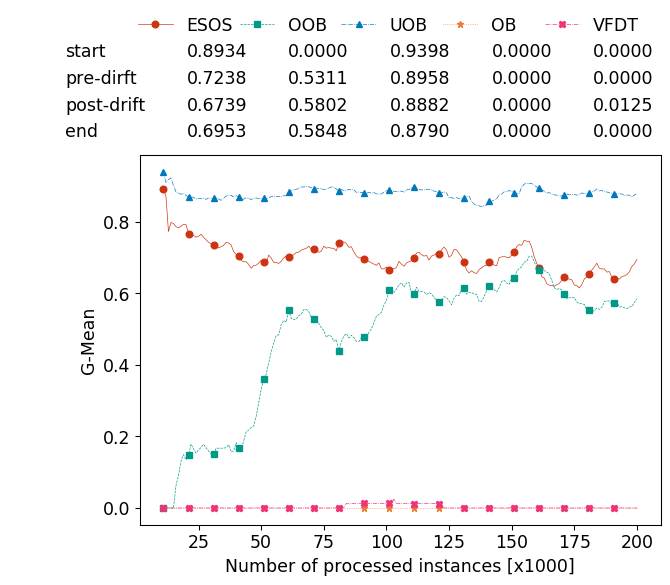 ESOS OOB UOB OB VFDT
start 0.8934 0.0000 0.9398 0.0000 0.0000
pre-dirft 0.7238 0.5311 0.8958 0.0000 0.0000
post-drift 0.6739 0.5802 0.8882 0.0000 0.0125
end 0.6953 0.5848 0.8790 0.0000 0.0000
G-Mean
0.8
0.6
0.4
0.2
0.0
25 50 75 100 125 150 175 200
Number of processed instances [x1000]